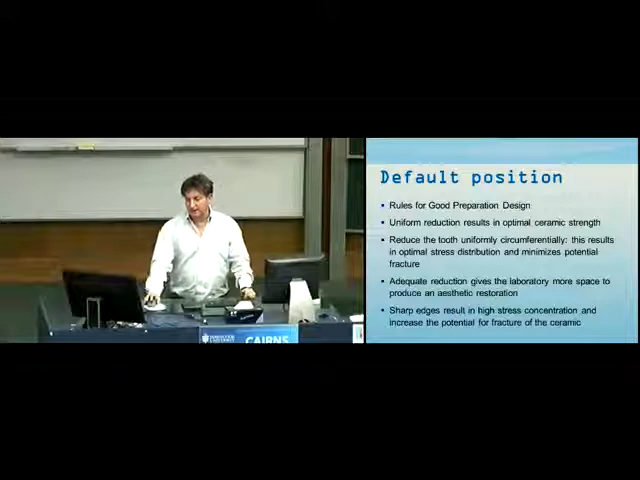 Default position
Rules for Good Preparation Design
Uniform reduction results in optimal ceramic strength
Reduce the tooth uniformly circumferentially: this results
in optimal stress distribution and minimizes potential
fracture
Adequate reduction gives the laboratory more space to
produce an aesthetic restoration
Sharp edges result in high stress concentration and
increase the potential for fracture of the ceramic
CAIRNS